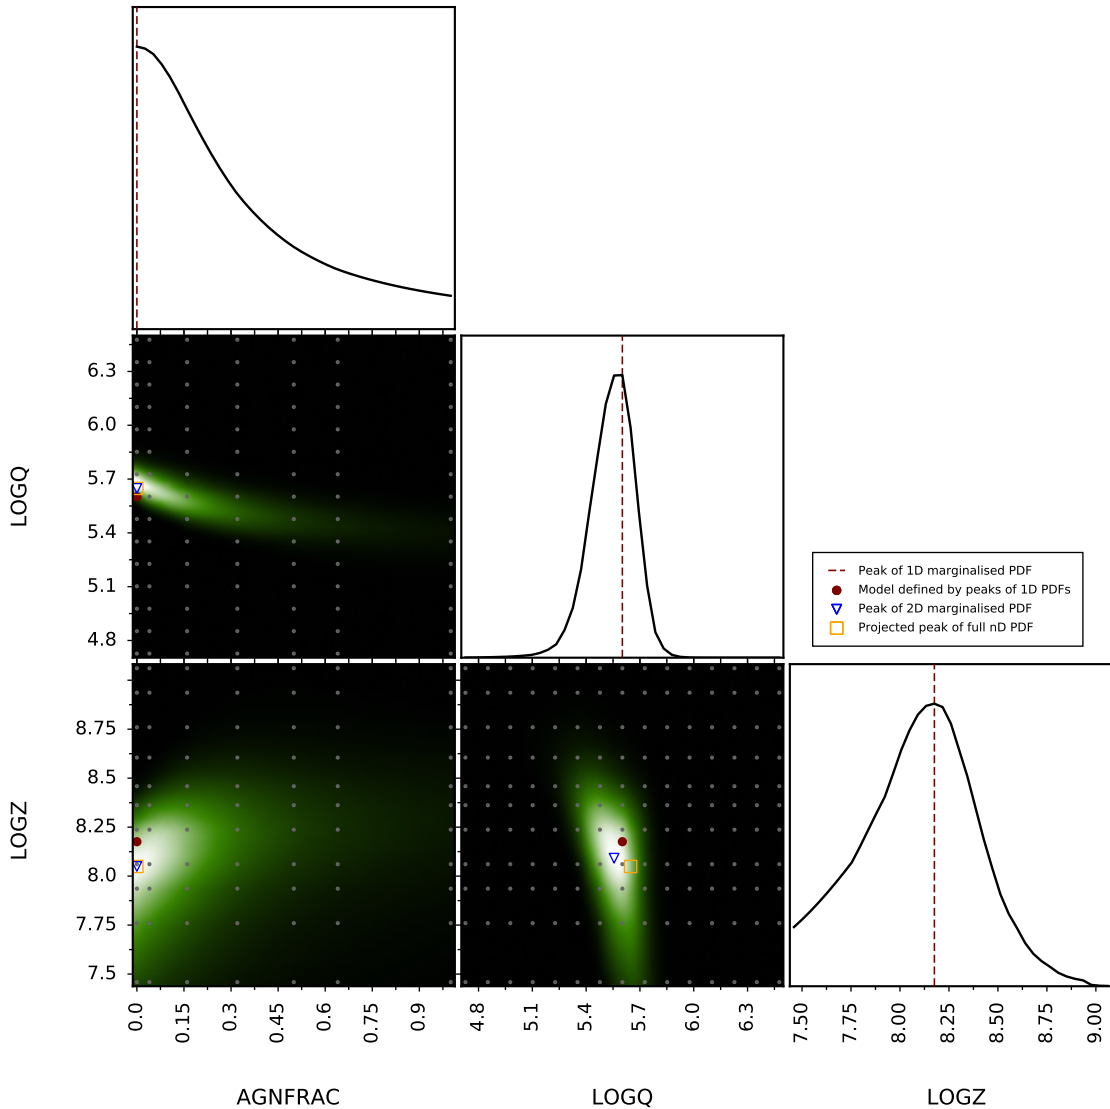 6.3
6.0
5.7
5.4
5.1
4.8
LOGQ
Peak of 1D marginalised PDF
Model defined by peaks of 1D PDFs
Peak of 2D marginalised PDF
Projected peak of full nD PDF
8.75
8.5
8.25
8.0
7.75
7.5
LOGZ
0.0 0.15 0.3 0.45 0.6 0.75 0.9
4.8 5.1 5.4 5.7 6.0 6.3
7.50 7.75 8.00 8.25 8.50 8.75 9.00
AGNFRAC LOGQ LOGZ